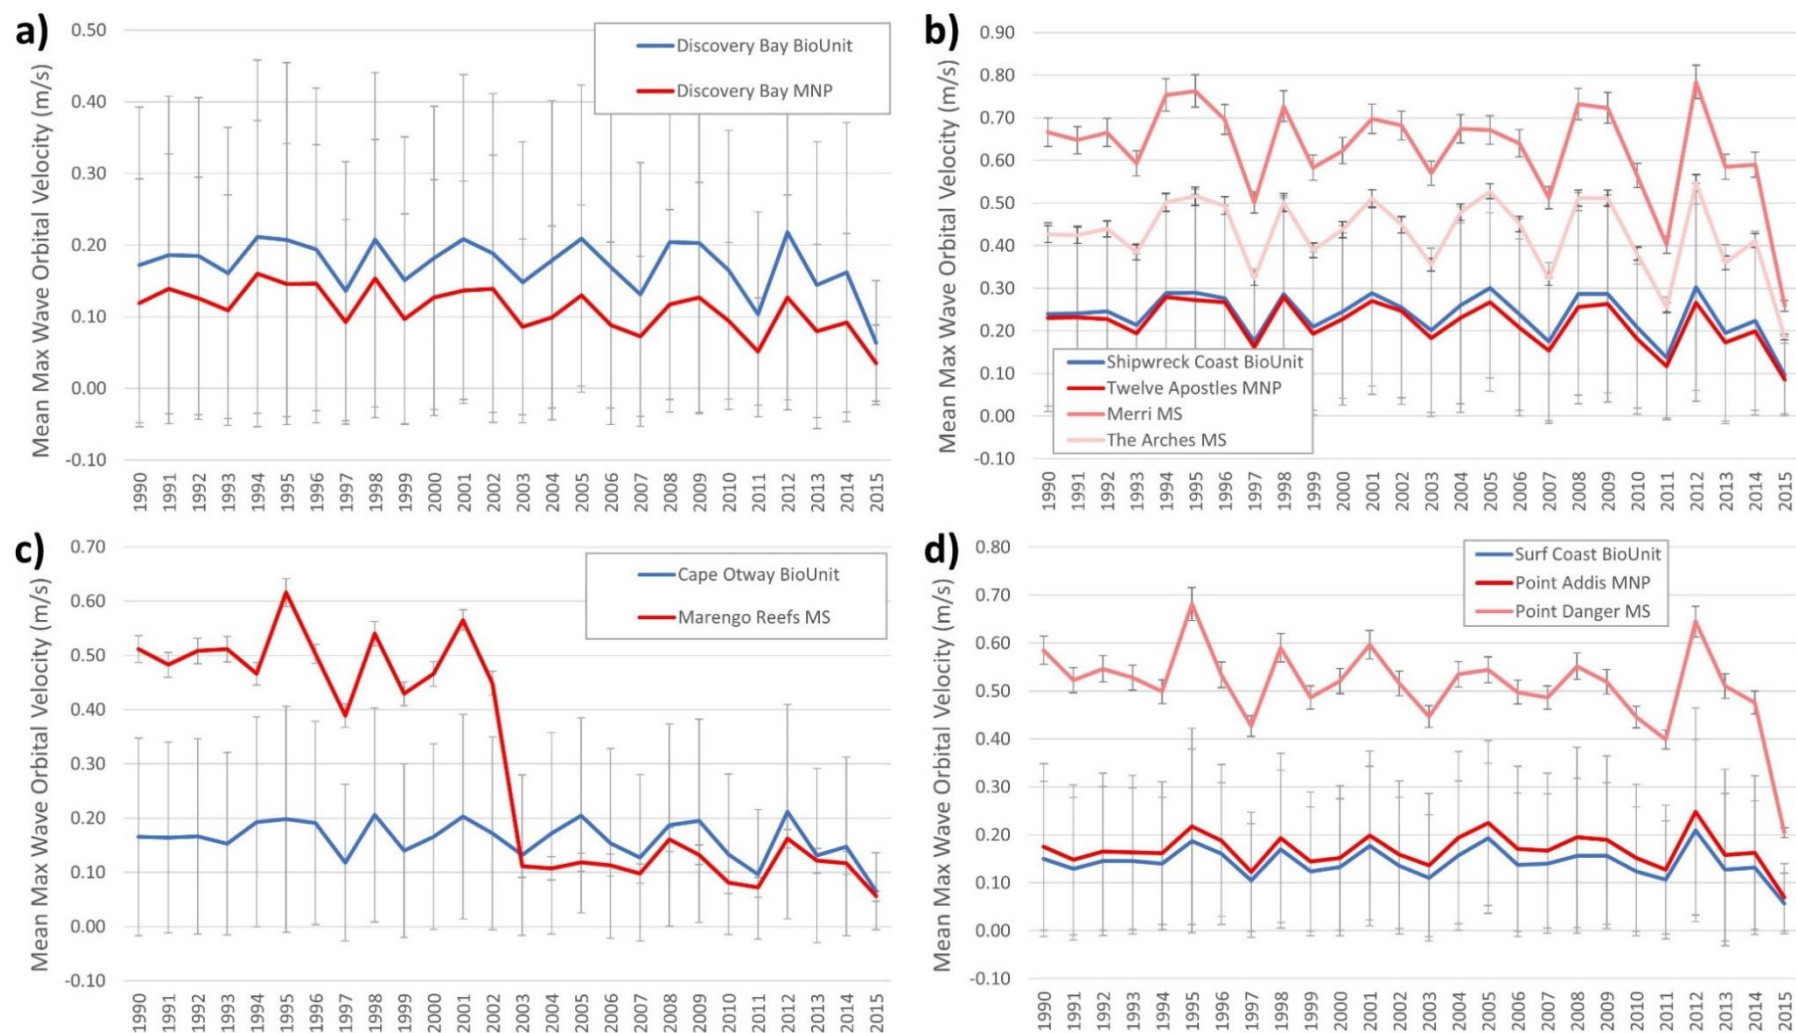 a)
Mean Max Wave Orbital Velocity (m/s)
0.50
0.40
0.30
0.20
0.10
0.00
-0.10
Discovery Bay BioUnit
Discovery Bay MNP
1990 1991 1992 1993 1994 1995 1996 1997 1998 1999 2000 2001 2002 2003 2004 2005 2006 2007 2008 2009 2010 2011 2012 2013 2014 2015
b)
Mean Max Wave Orbital Velocity (m/s)
0.90
0.80
0.70
0.60
0.50
0.40
0.30
0.20
0.10
0.00
-0.10
Shipwreck Coast BioUnit
Twelve Apostles MNP
Merri MS
The Arches MS
1990 1991 1992 1993 1994 1995 1996 1997 1998 1999 2000 2001 2002 2003 2004 2005 2006 2007 2008 2009 2010 2011 2012 2013 2014 2015
c)
Mean Max Wave Orbital Velocity (m/s)
0.70
0.60
0.50
0.40
0.30
0.20
0.10
0.00
-0.10
Cape Otway BioUnit
Marengo Reefs MS
1990 1991 1992 1993 1994 1995 1996 1997 1998 1999 2000 2001 2002 2003 2004 2005 2006 2007 2008 2009 2010 2011 2012 2013 2014 2015
d)
Mean Max Wave Orbital Velocity (m/s)
0.80
0.70
0.60
0.50
0.40
0.30
0.20
0.10
0.00
-0.10
Surf Coast BioUnit
Point Addis MNP
Point Danger MS
1990 1991 1992 1993 1994 1995 1996 1997 1998 1999 2000 2001 2002 2003 2004 2005 2006 2007 2008 2009 2010 2011 2012 2013 2014 2015